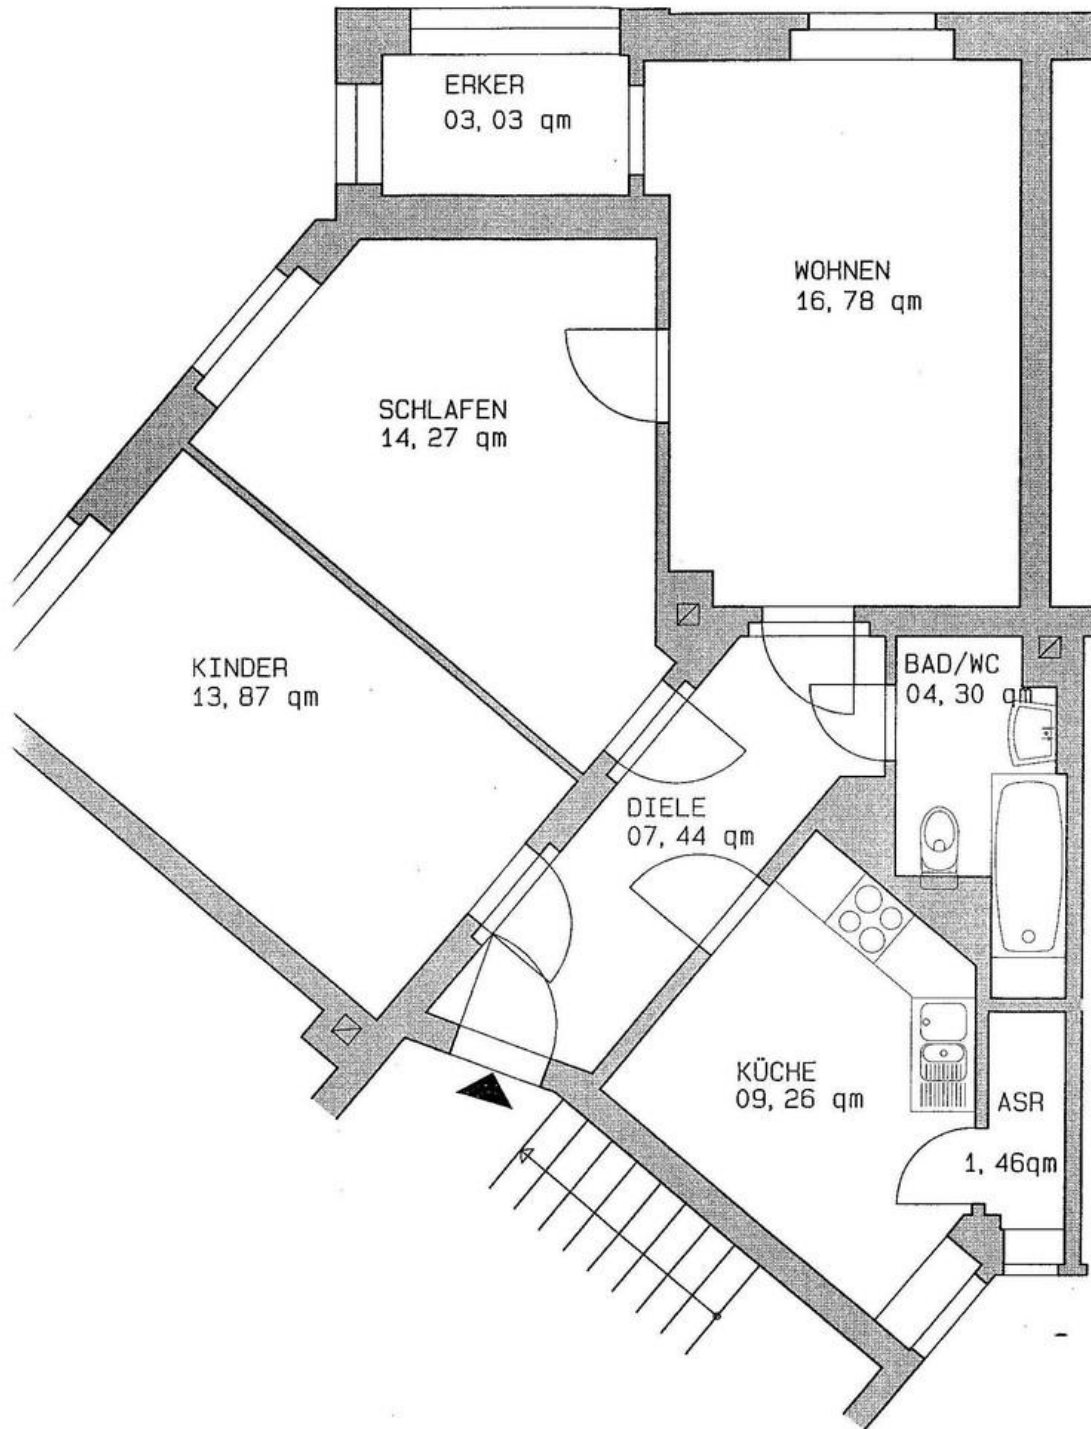 ERKER
03,03 qm
WOHNEN
16,78 qm
SCHLAFEN
14,27 qm
KINDER
13,87 qm
BAD/WC
04,30 qm
DIELE
07,44 qm
KÜCHE
09,26 qm
ASR
1,46qm